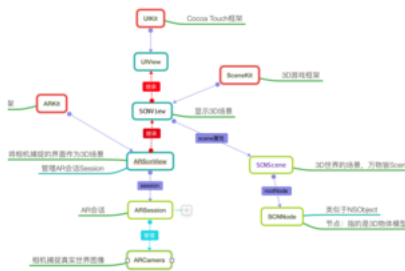 UIKit
Cocoa Touch框架
UIView
继承
SceneKit
3D游戏框架
架
ARKit
SCNView
显示3D场景
继承
scene属性
将相机捕捉的界面作为3D场景
ARSCNView
管理AR会话Session
SCNScene
3D世界的场景,万物皆Scen
session
rootNode
AR会话
ARSession
SCNNode
类似于NSObject
节点:指的是3D物体模型
相机捕捉真实世界图像
ARCamera